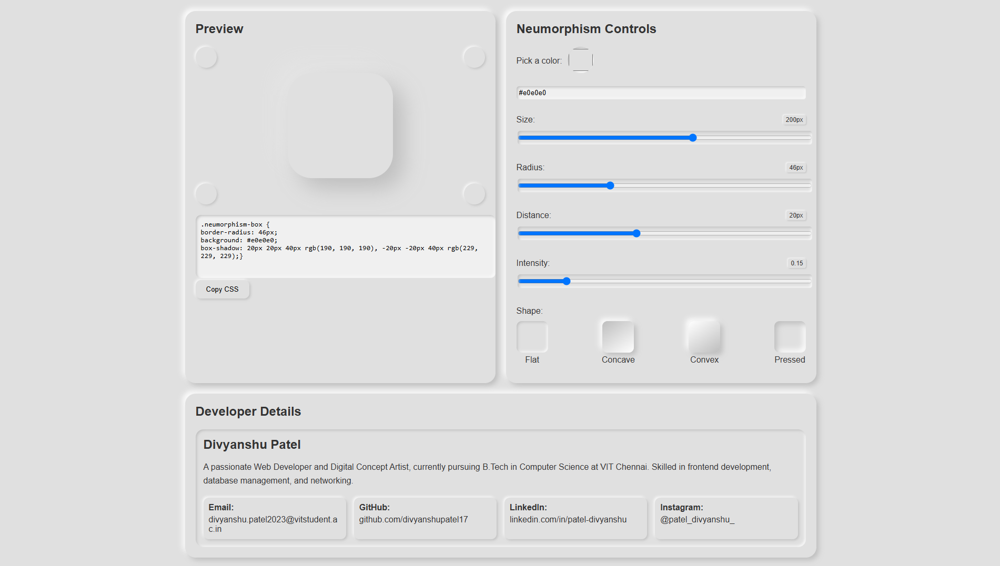 Preview
.neumorphism-box {
border-radius: 46px;
background: #e0e0e0;
box-shadow: 20px 20px 40px rgb(190, 190, 190), -20px -20px 40px rgb(229,
229, 229);}
Copy CSS
Neumorphism Controls
Pick a color:
#e0e0e0
Size:
200px
Radius:
46px
Distance:
20px
Intensity:
0.15
Shape:
Flat
Concave
Convex
Pressed
Developer Details
Divyanshu Patel
A passionate Web Developer and Digital Concept Artist, currently pursuing B.Tech in Computer Science at VIT Chennai. Skilled in frontend development,
database management, and networking.
Email:
divyanshu.patel2023@vitstudent.a
c.in
GitHub:
github.com/divyanshupatel17
LinkedIn:
linkedin.com/in/patel-divyanshu
Instagram:
@patel_divyanshu_